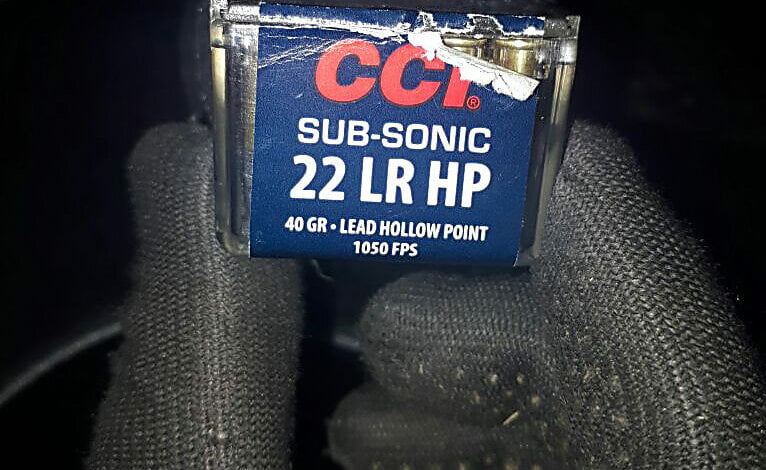 CCI®
SUB-SONIC
22 LR HP
40 GR • LEAD HOLLOW POINT
1050 FPS